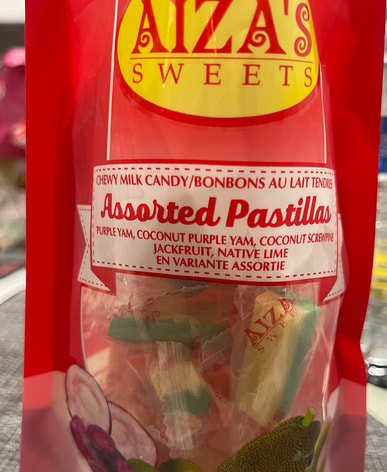 AIZA'S
SWEETS
CHEWY MILK CANDY/BONBONS AU LAIT TENDRES
Assorted Pastillas
PURPLE YAM, COCONUT PURPLE YAM, COCONUT SCREWPINE
JACKFRUIT, NATIVE LIME
EN VARIANTE ASSORTIE
AIZA'S
SWEETS